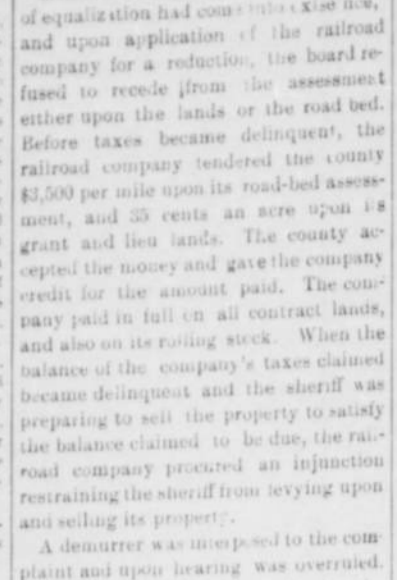 of equalization had come into existence,
and upon application of the railroad
company for a reduction, the board re-
fused to recede from the assessment
either upon the lands or the road bed.
Before taxes became delinquent, the
railroad company tendered the county
$3,500 per mile upon its road-bed assess-
ment, and 35 cents an acre upon its
grant and lieu lands. The county ac-
cepted the money and gave the company
credit for the amount paid. The com-
pany paid in full on all contract lands,
and also on its rolling stock. When the
balance of the company's taxes claimed
became delinquent and the sheriff was
preparing to sell the property to satisfy
the balance claimed to be due, the rail-
road company procured an injunction
restraining the sheriff from levying upon
and selling its property.
A demurrer was interposed to the com-
plaint and upon hearing was overruled.